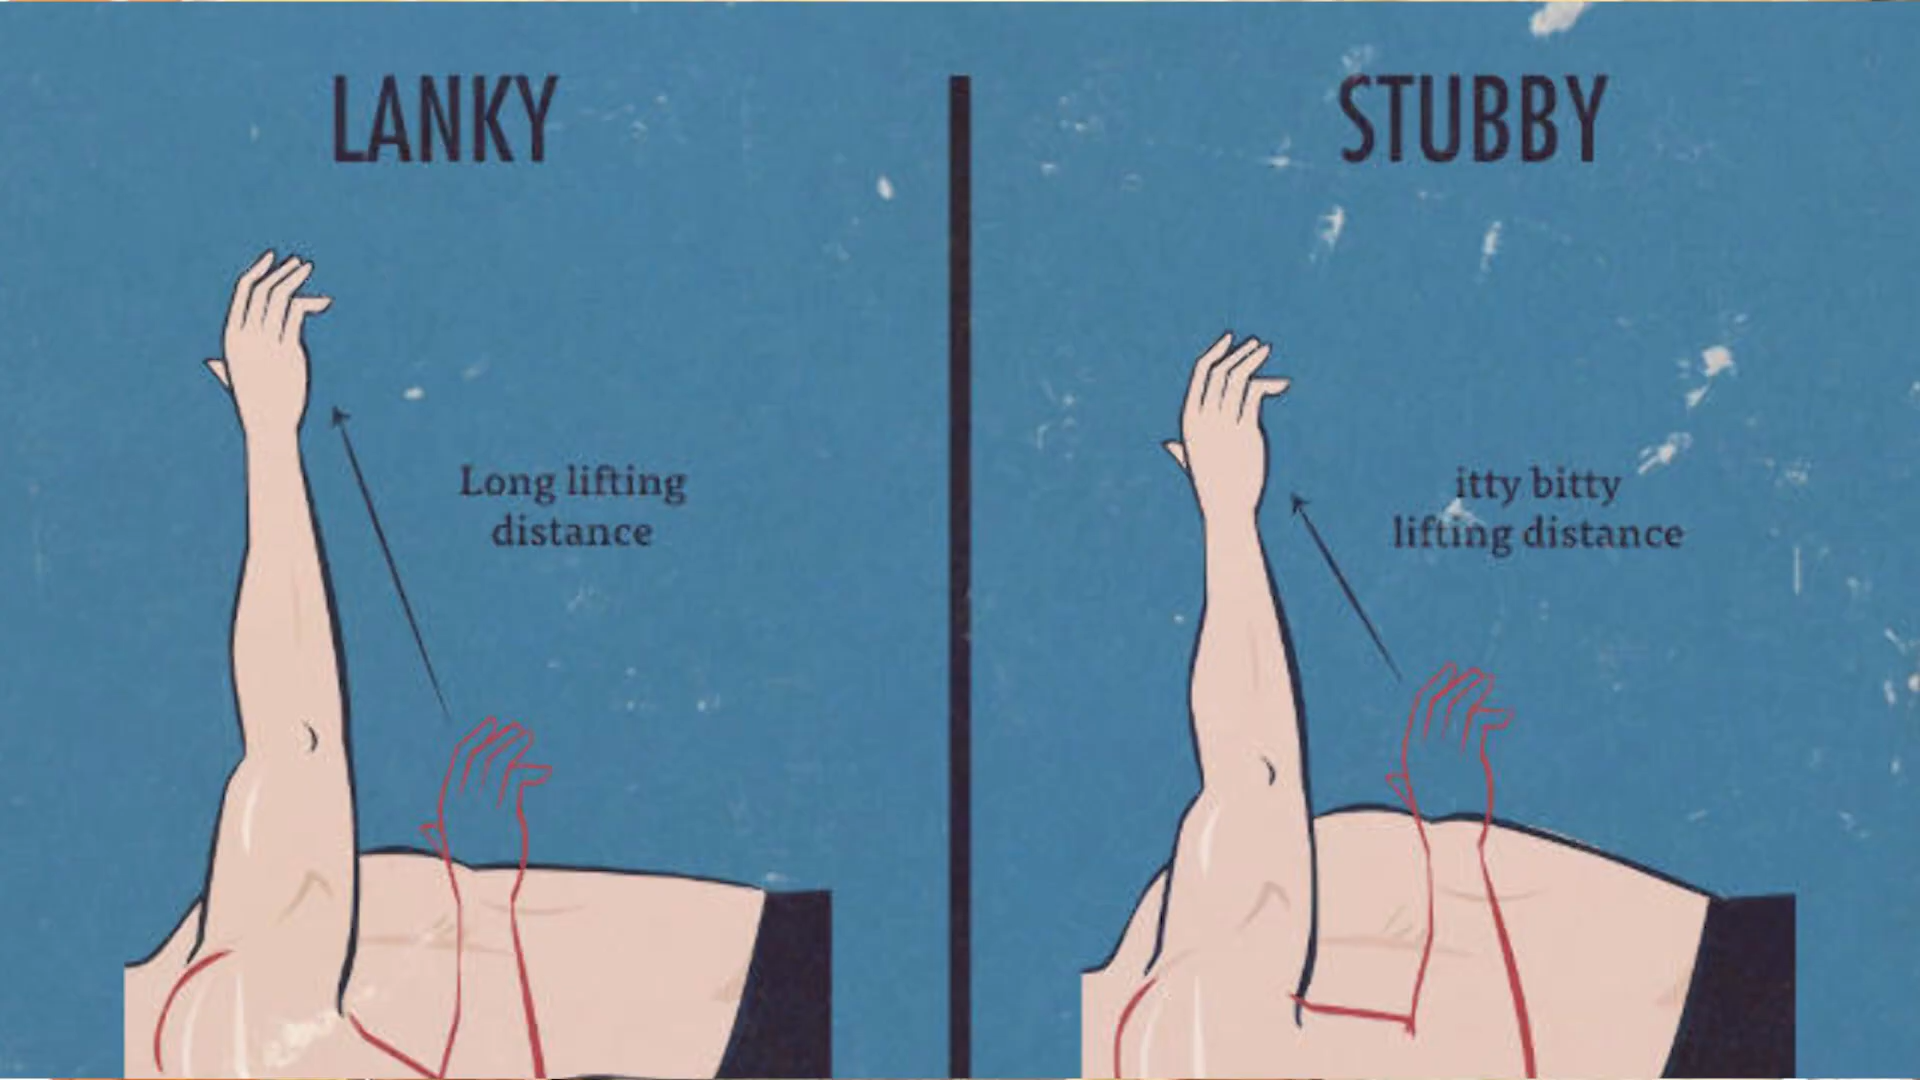 LANKY
STUBBY
Long lifting
distance
itty bitty
lifting distance